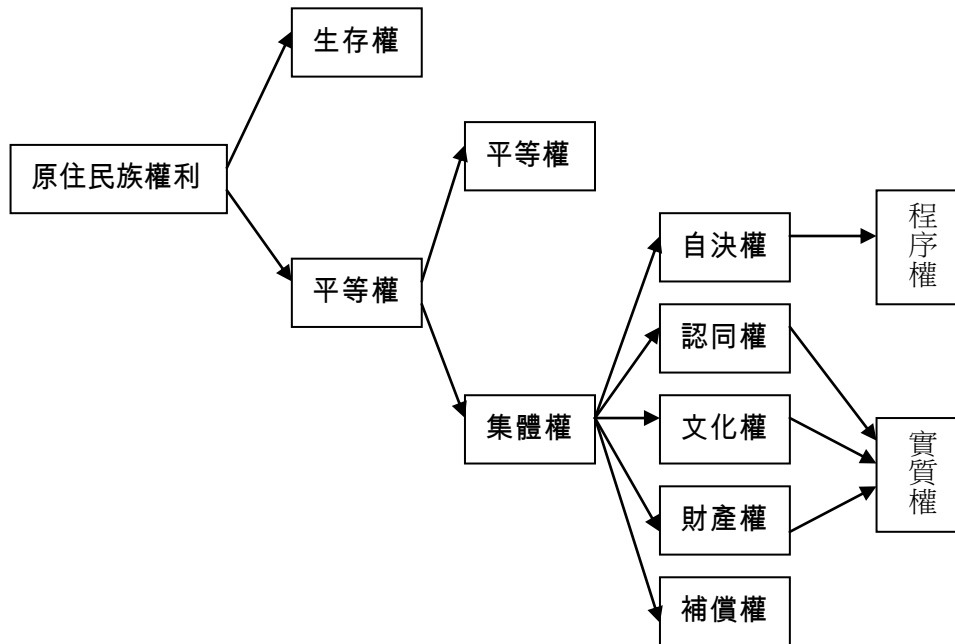 生存權
原住民族權利
平等權
平等權
集體權
自決權
認同權
文化權
財產權
補償權
程序權
實質權